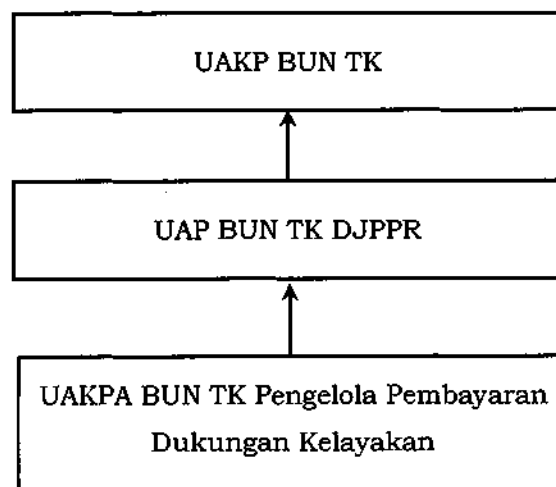 UAKP BUN TK
UAP BUN TK DJPPR
UAKPA BUN TK Pengelola Pembayaran
Dukungan Kelayakan